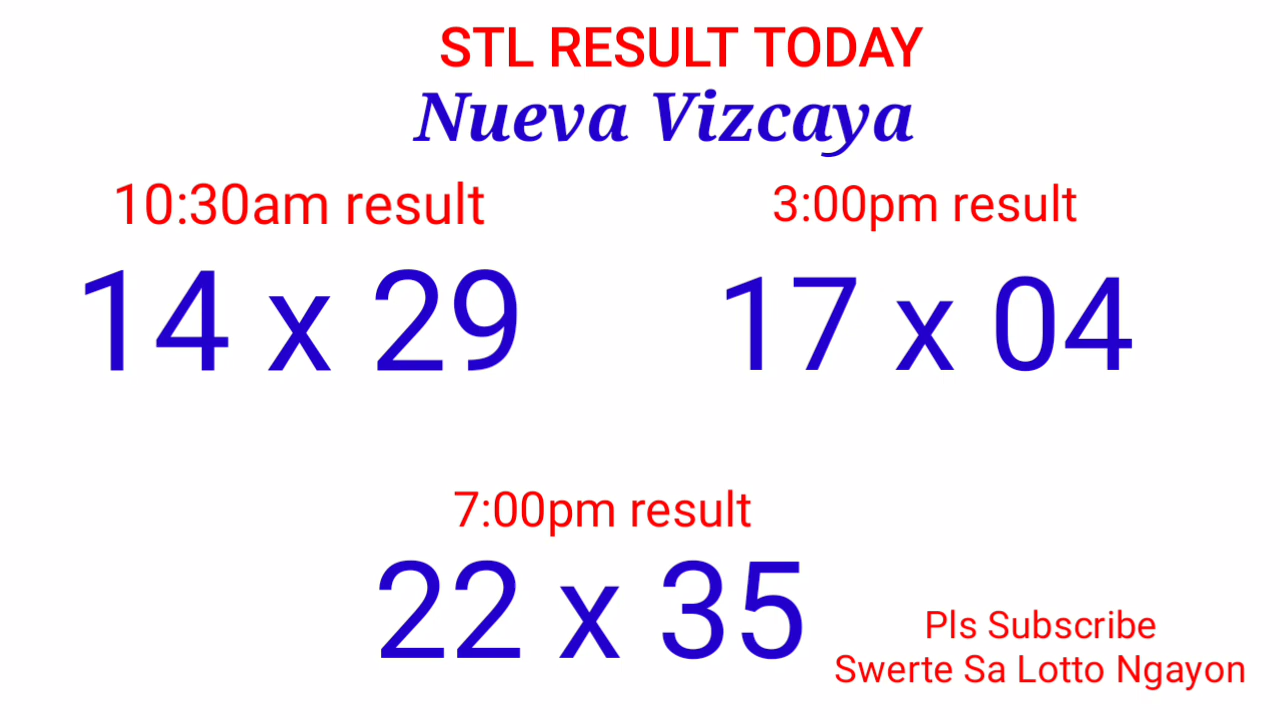 STL RESULT TODAY
Nueva Vizcaya
10:30am result
14 x 29
3:00pm result
17 x 04
7:00pm result
22 x 35
Pls Subscribe
Swerte Sa Lotto Ngayon